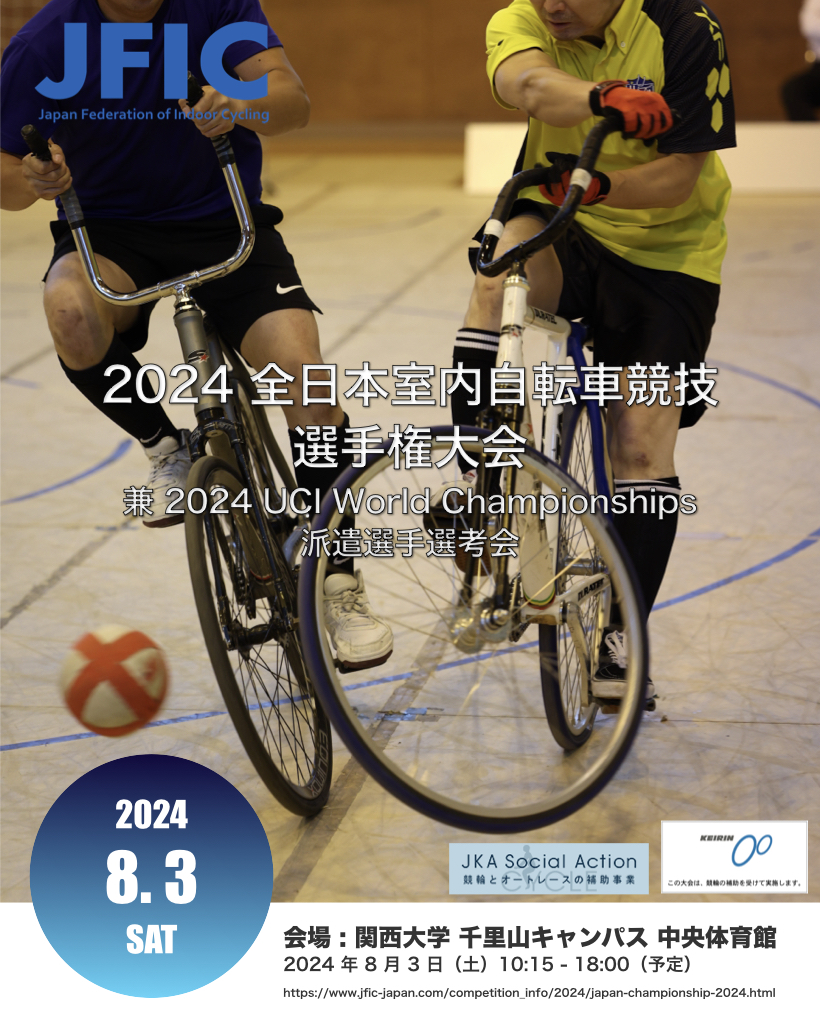 JFIC
Japan Federation of Indoor Cycling
2024 全日本室内自転車競技
選手権大会
兼 2024 UCI World Championships
派遣選手選考会
2024
8.3
SAT
JKA Social Action
競輪とオートレースの補助事業
CYCLE
KEIRIN
この大会は、競輪の補助を受けて実施します。
会場:関西大学 千里山キャンパス 中央体育館
2024 年 8 月 3 日(土)10:15 - 18:00(予定)
https://www.jfic-japan.com/competition_info/2024/japan-championship-2024.html